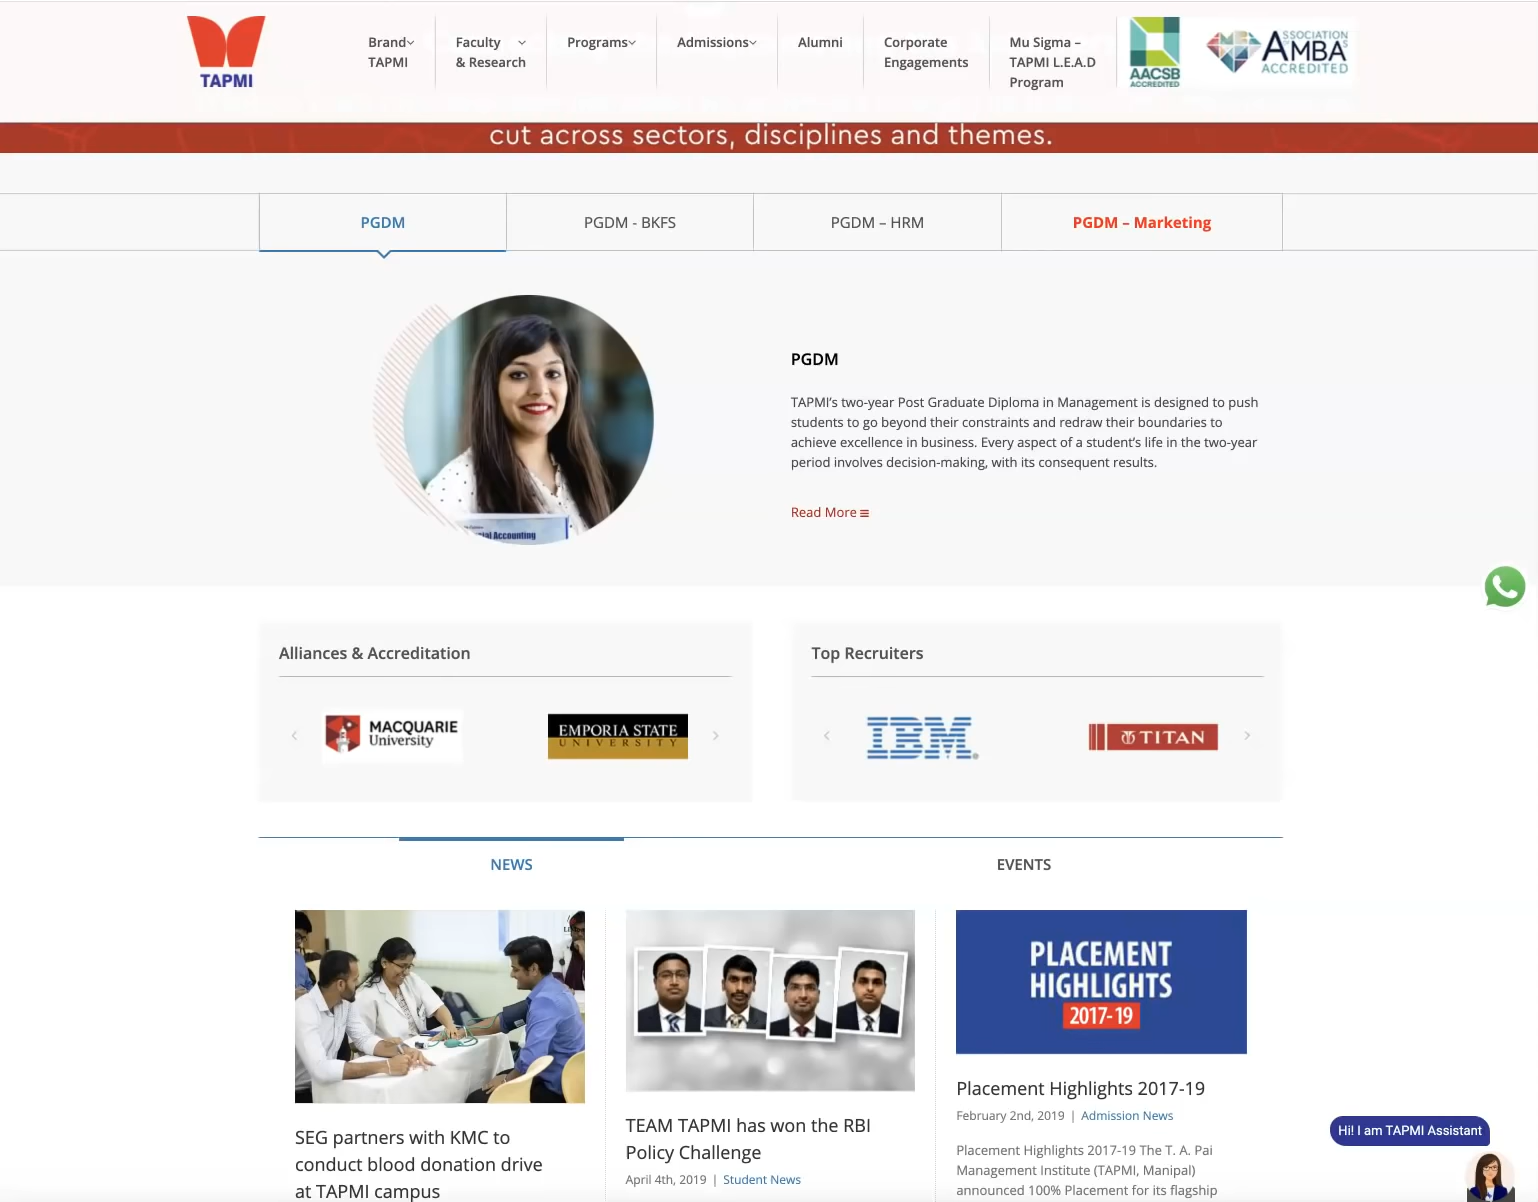 TAPMI
Brand
TAPMI
Faculty
& Research
Programs
Admissions
Alumni
Corporate
Engagements
Mu Sigma –
TAPMI L.E.A.D
Program
AACSB
ACCREDITED
ASSOCIATION
AMBA
ACCREDITED
cut across sectors, disciplines and themes.
PGDM
PGDM - BKFS
PGDM – HRM
PGDM – Marketing
ial Accounting
PGDM
TAPMI’s two-year Post Graduate Diploma in Management is designed to push
students to go beyond their constraints and redraw their boundaries to
achieve excellence in business. Every aspect of a student’s life in the two-year
period involves decision-making, with its consequent results.
Read More
Alliances & Accreditation
MACQUARIE
University
EMPORIA STATE
UNIVERSITY
Top Recruiters
IBM®
TITAN
NEWS
EVENTS
SEG partners with KMC to
conduct blood donation drive
at TAPMI campus
TEAM TAPMI has won the RBI
Policy Challenge
April 4th, 2019 | Student News
PLACEMENT
HIGHLIGHTS
2017-19
Placement Highlights 2017-19
February 2nd, 2019 | Admission News
Placement Highlights 2017-19 The T. A. Pai
Management Institute (TAPMI, Manipal)
announced 100% Placement for its flagship
Hi! I am TAPMI Assistant